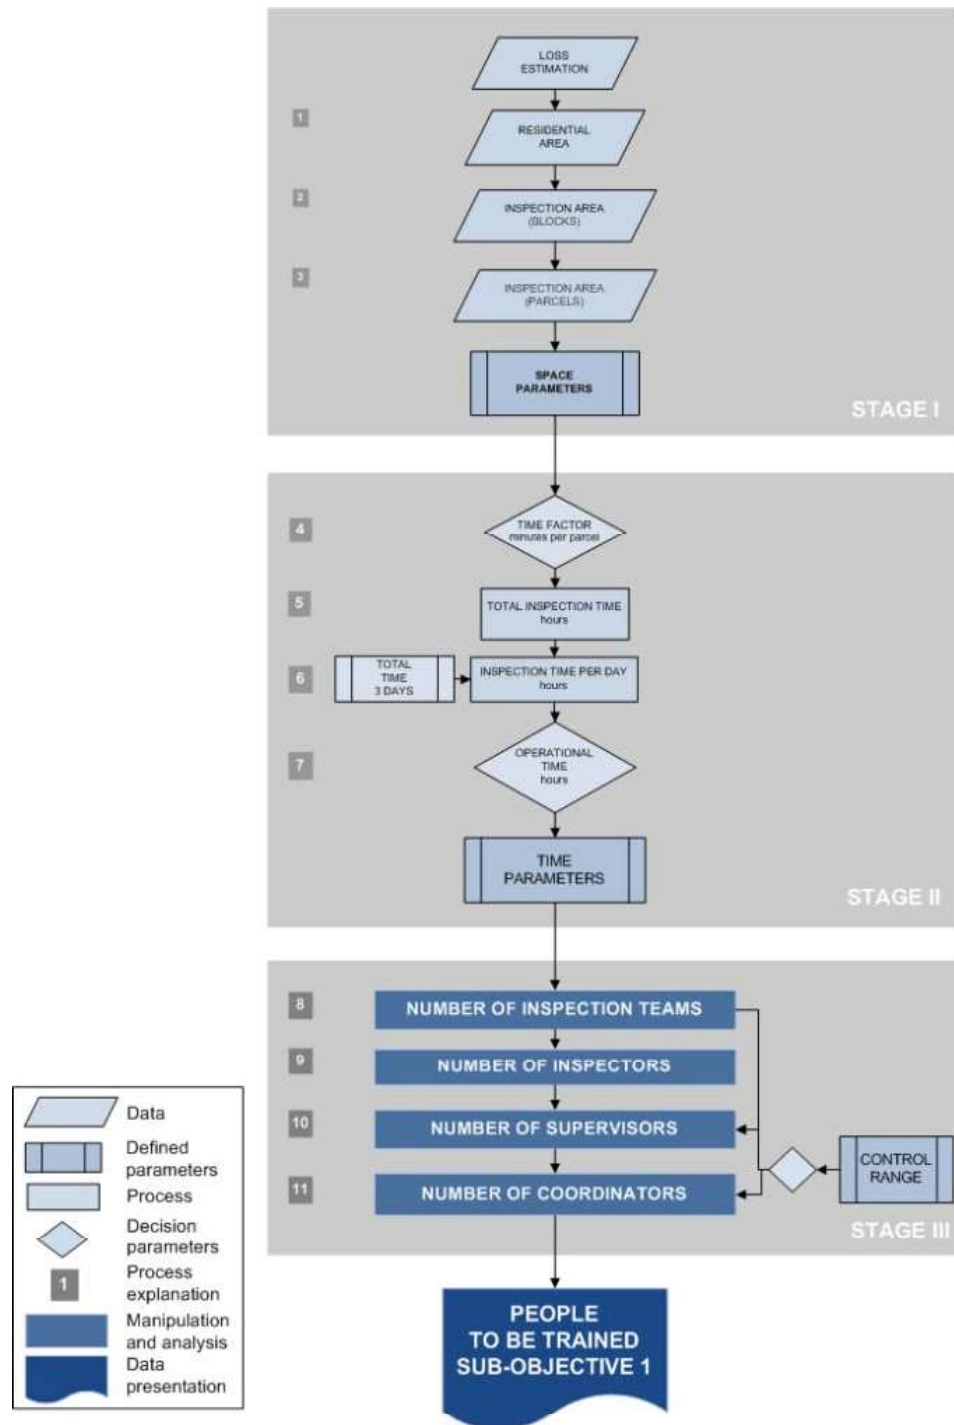 LOSS
ESTIMATION
1
RESIDENTIAL
AREA
2
INSPECTION AREA
(BLOCKS)
3
INSPECTION AREA
(PARCELS)
SPACE
PARAMETERS
STAGE I
4
TIME FACTOR
minutes per parcel
5
TOTAL INSPECTION TIME
hours
6
TOTAL
TIME
3 DAYS
INSPECTION TIME PER DAY
hours
7
OPERATIONAL
TIME
hours
TIME
PARAMETERS
STAGE II
8
NUMBER OF INSPECTION TEAMS
9
NUMBER OF INSPECTORS
10
NUMBER OF SUPERVISORS
11
NUMBER OF COORDINATORS
CONTROL
RANGE
STAGE III
PEOPLE
TO BE TRAINED
SUB-OBJECTIVE 1
Data
Defined
parameters
Process
Decision
parameters
1
Process
explanation
Manipulation
and analysis
Data
presentation